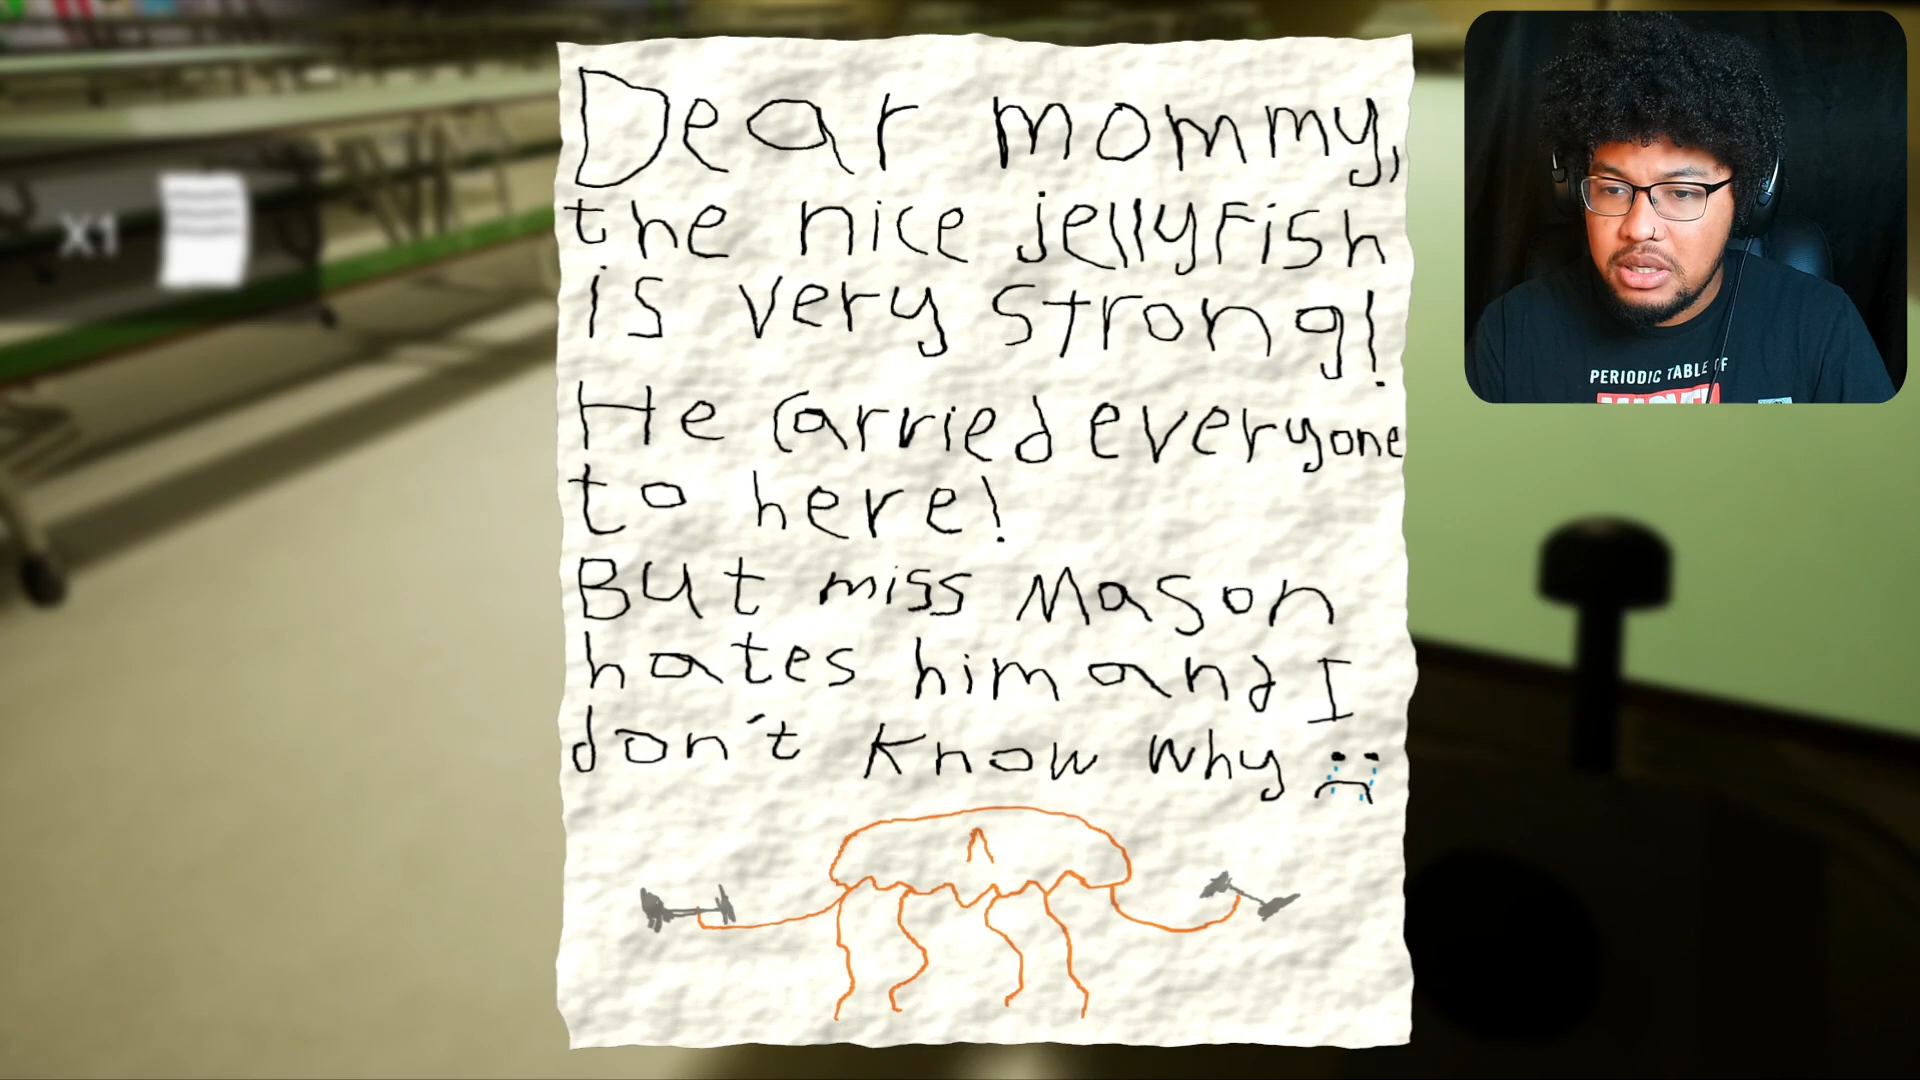 Dear mommy,
the nice jellyfish
is very strong!
He carried everyone
to here!
But miss Mason
hates him and I
don't know why
X1
PERIODIC TABLE OF
MARVEL